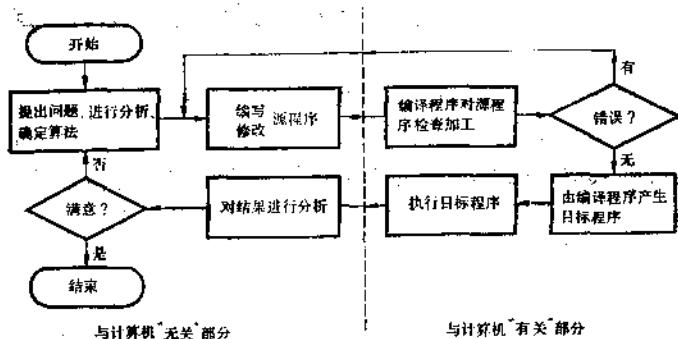 开始
提出问题、进行分析、
确定算法
编写
修改 源程序
编译程序对源程
序检查加工
有
错误?
无
否
满意?
对结果进行分析
执行目标程序
由编译程序产生
目标程序
是
结束
与计算机"无关"部分
与计算机"有关"部分